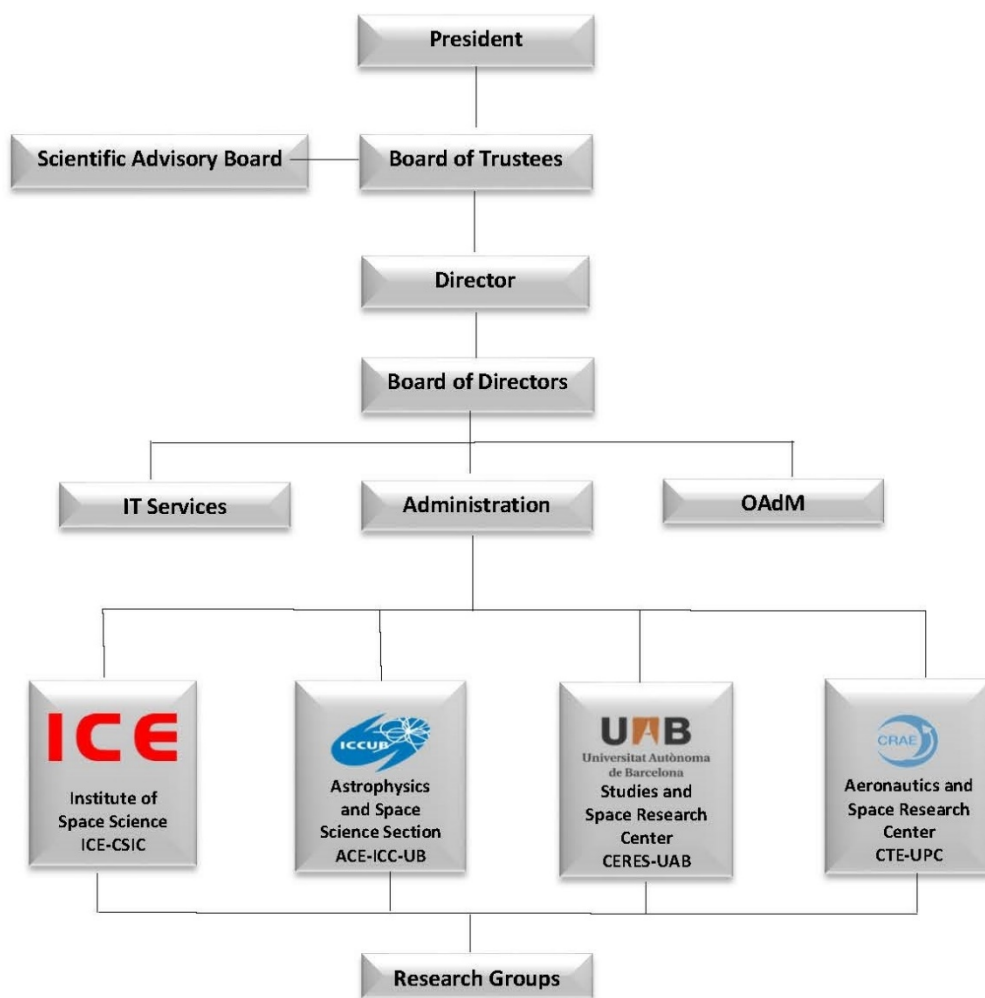 President
Scientific Advisory Board
Board of Trustees
Director
Board of Directors
IT Services
Administration
OAdM
ICE
Institute of
Space Science
ICE-CSIC
ICCUB
Astrophysics
and Space
Science Section
ACE-ICC-UB
UAB
Universitat Autònoma
de Barcelona
Studies and
Space Research
Center
CERES-UAB
CRAE
Aeronautics and
Space Research
Center
CTE-UPC
Research Groups